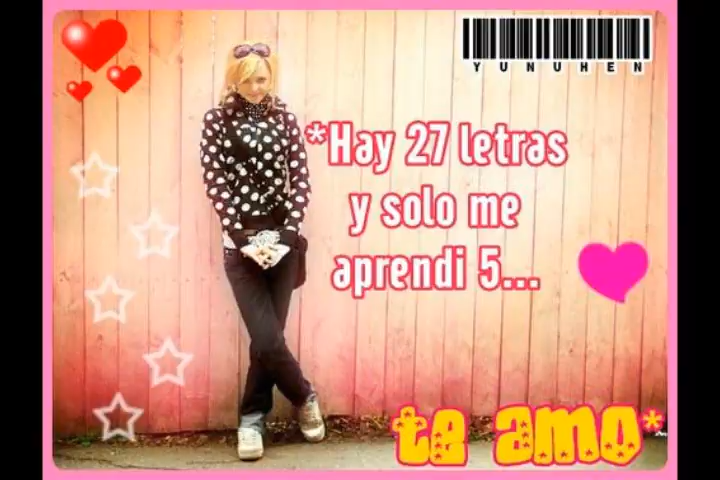 YUNUHEN
*Hay 27 letras
y solo me
aprendi 5...
te amo*